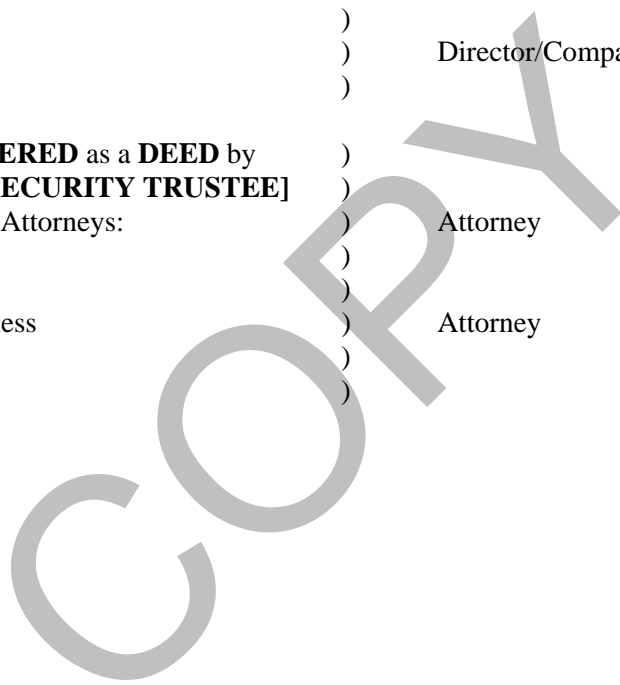 )
) Director/Compa
)
ERED as a DEED by )
ECURITY TRUSTEE] )
Attorneys: ) Attorney
)
)
ess ) Attorney
)
)
COPY